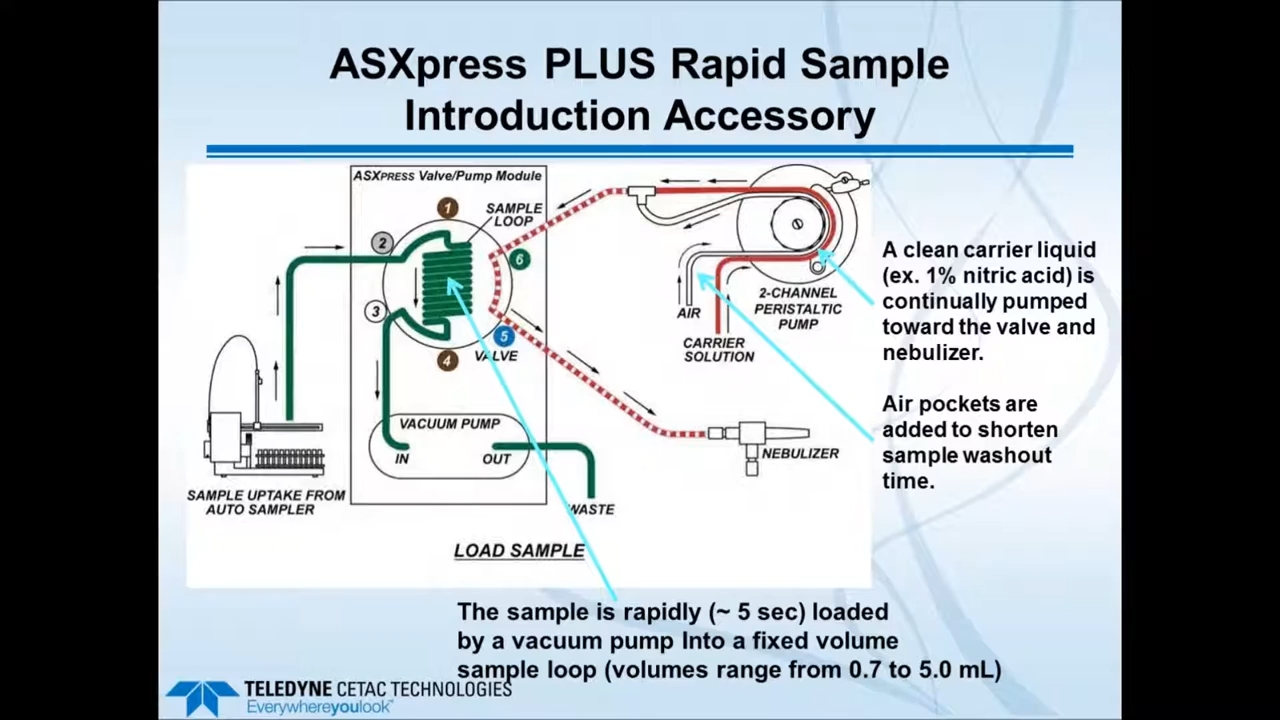 ASXpress PLUS Rapid Sample
Introduction Accessory
ASXPRESS Valve/Pump Module
1
SAMPLE
LOOP
2
6
3
5
4
VALVE
VACUUM PUMP
IN
OUT
WASTE
SAMPLE UPTAKE FROM
AUTO SAMPLER
AIR
CARRIER
SOLUTION
2-CHANNEL
PERISTALTIC
PUMP
NEBULIZER
LOAD SAMPLE
A clean carrier liquid
(ex. 1% nitric acid) is
continually pumped
toward the valve and
nebulizer.
Air pockets are
added to shorten
sample washout
time.
The sample is rapidly (~ 5 sec) loaded
by a vacuum pump Into a fixed volume
sample loop (volumes range from 0.7 to 5.0 mL)
TELEDYNE CETAC TECHNOLOGIES
Everywhereyoulook™